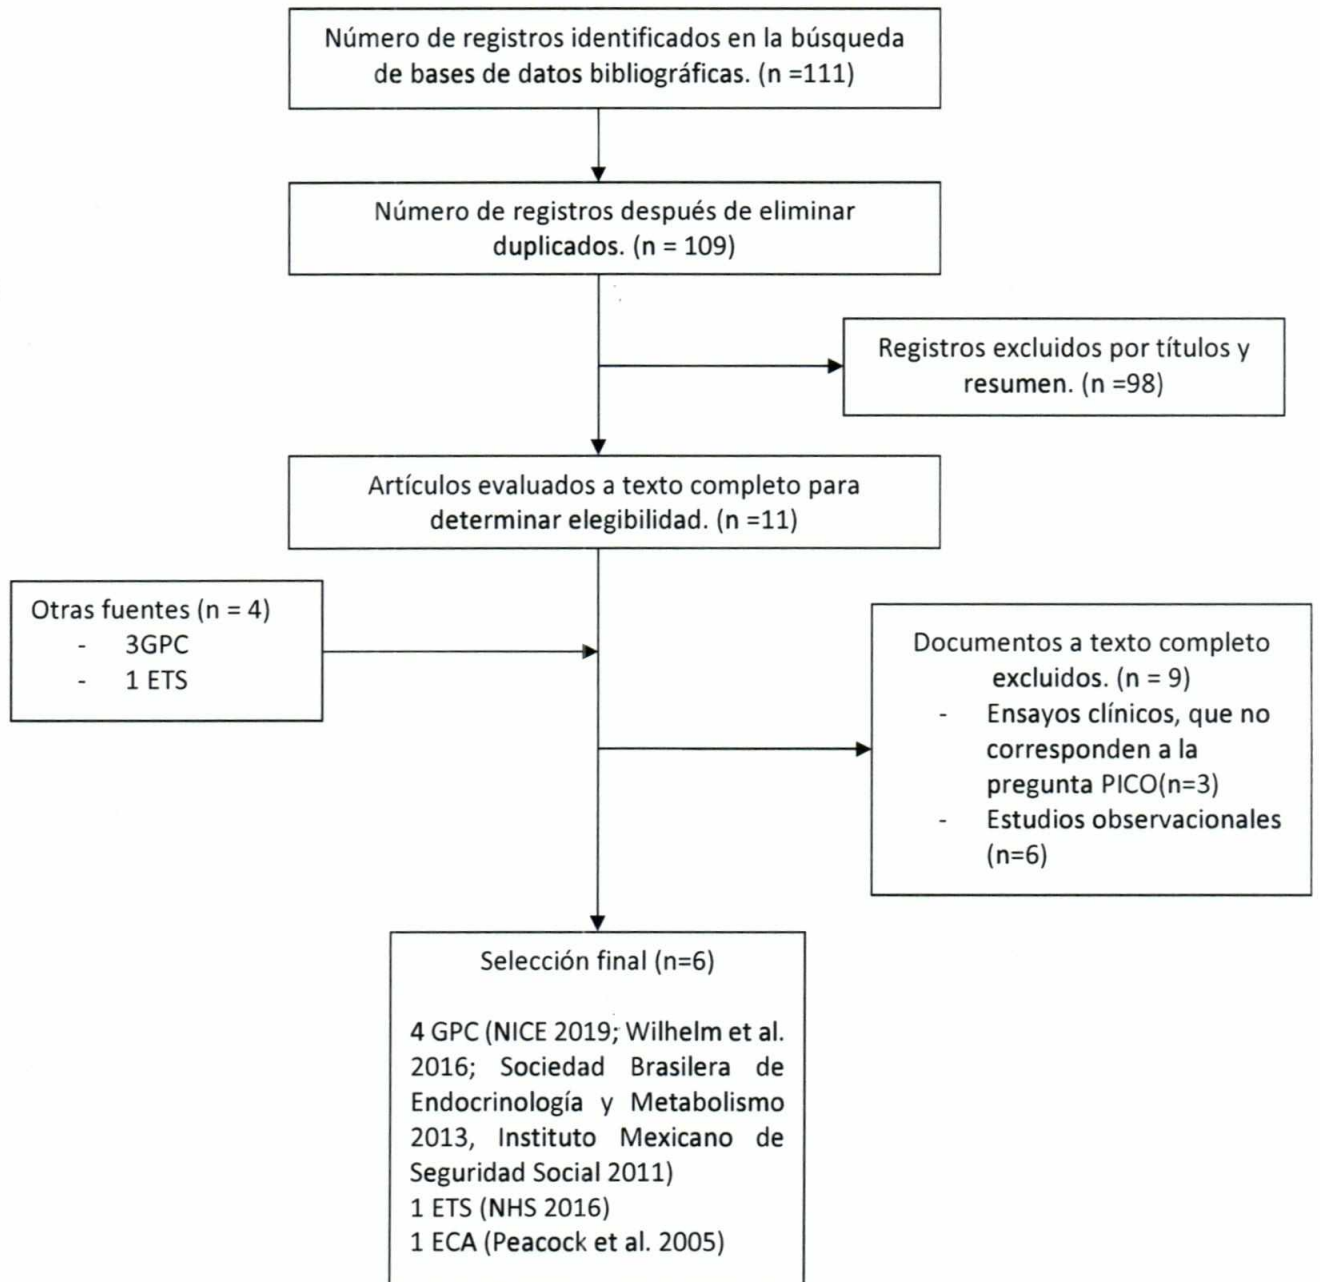 Número de registros identificados en la búsqueda
de bases de datos bibliográficas. (n =111)
Número de registros después de eliminar
duplicados. (n = 109)
Registros excluidos por títulos y
resumen. (n =98)
Artículos evaluados a texto completo para
determinar elegibilidad. (n =11)
Otras fuentes (n = 4)
- 3GPC
- 1 ETS
Documentos a texto completo
excluidos. (n = 9)
- Ensayos clínicos, que no
corresponden a la
pregunta PICO(n=3)
- Estudios observacionales
(n=6)
Selección final (n=6)
4 GPC (NICE 2019; Wilhelm et al.
2016; Sociedad Brasilera de
Endocrinología y Metabolismo
2013, Instituto Mexicano de
Seguridad Social 2011)
1 ETS (NHS 2016)
1 ECA (Peacock et al. 2005)